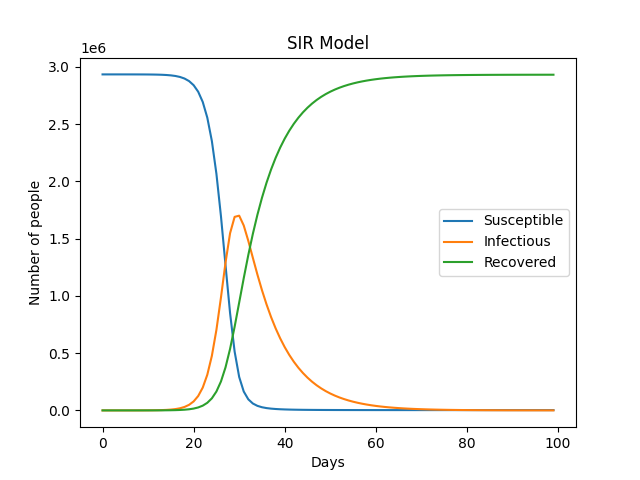 SIR Model
1e6
3.0
2.5
2.0
1.5
1.0
0.5
0.0
Number of people
Susceptible
Infectious
Recovered
0 20 40 60 80 100
Days